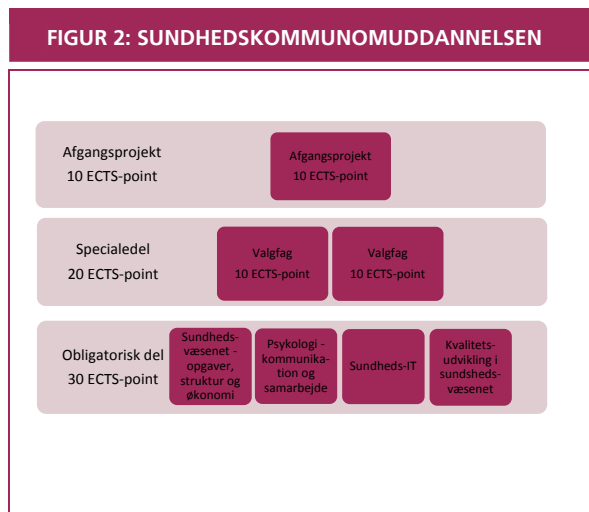 FIGUR 2: SUNDHEDSKOMMUNOMUDDANNELSEN
Afgangsprojekt
10 ECTS-point
Afgangsprojekt
10 ECTS-point
Specialedel
20 ECTS-point
Valgfag
10 ECTS-point
Valgfag
10 ECTS-point
Obligatorisk del
30 ECTS-point
Sundheds-
væsenet -
opgaver,
struktur og
økonomi
Psykologi -
kommunika-
tion og
samarbejde
Sundheds-IT
Kvalitets-
udvikling i
sundsheds-
væsenet